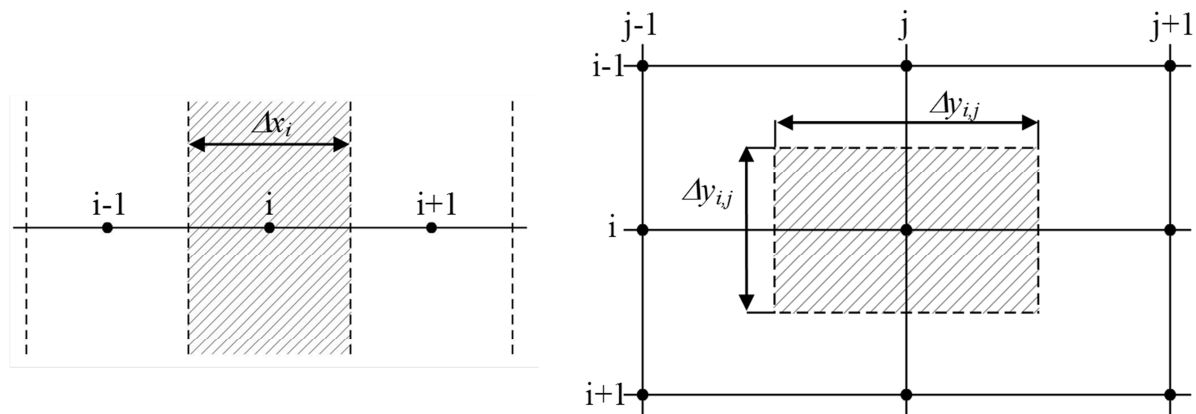 Δx_i
i-1
i
i+1
j-1
j
j+1
i-1
Δy_{i,j}
Δy_{i,j}
i
i+1